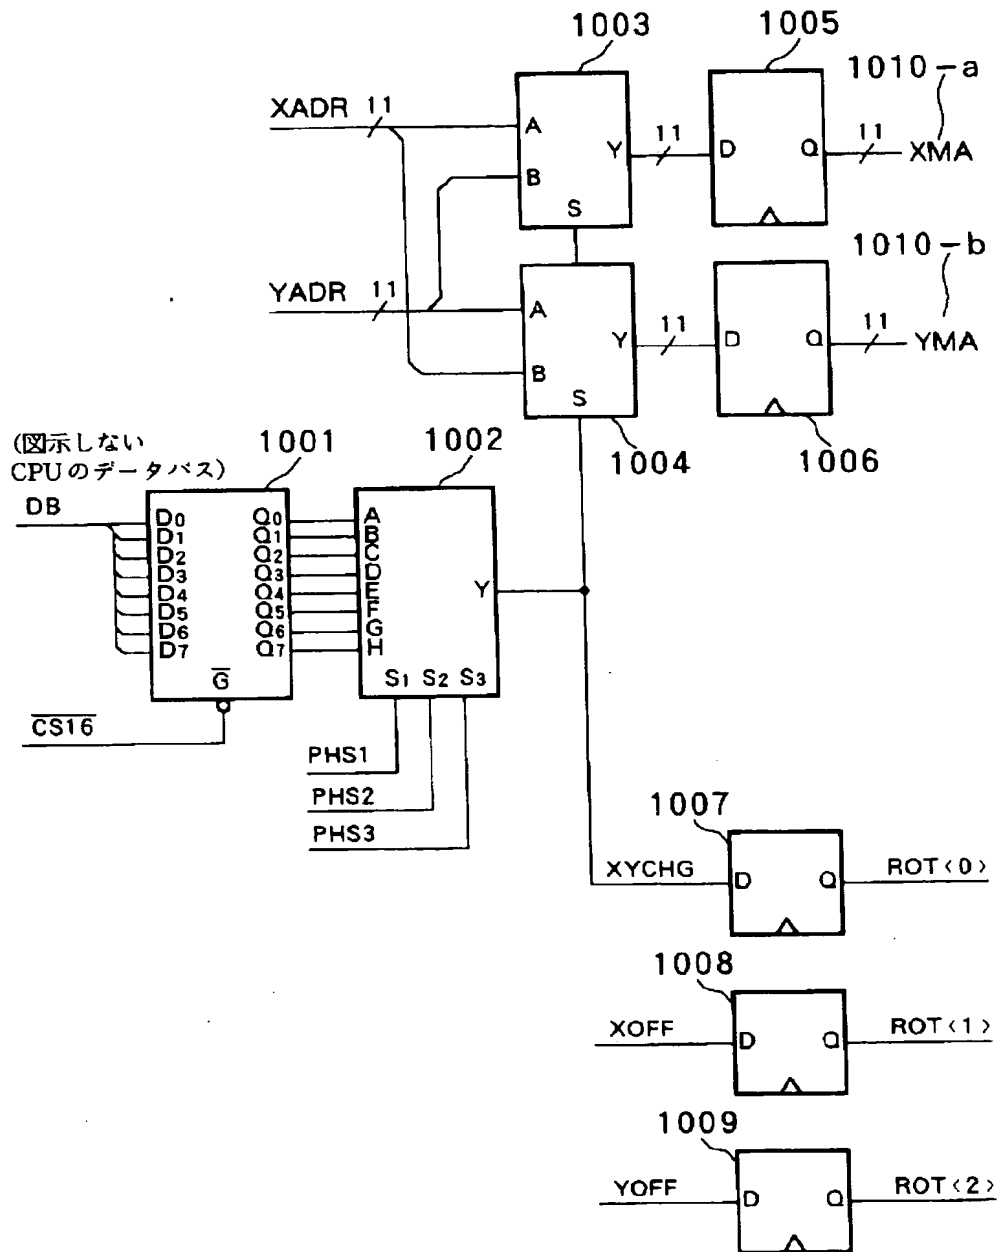 1003
1005
1010-a
XADR 11
A
Y
11
D
Q
11
XMA
B
S
1010-b
YADR 11
A
Y
11
D
Q
11
YMA
B
S
1004
1006
(図示しない
CPUのデータバス)
1001
1002
DB
D0 Q0 A
D1 Q1 B
D2 Q2 C
D3 Q3 D
D4 Q4 E
D5 Q5 F
D6 Q6 G
D7 Q7 H
Y
G̅
S1 S2 S3
C̅S̅1̅6̅
PHS1
PHS2
PHS3
1007
XYCHG
D
Q
ROT<0>
1008
XOFF
D
Q
ROT<1>
1009
YOFF
D
Q
ROT<2>